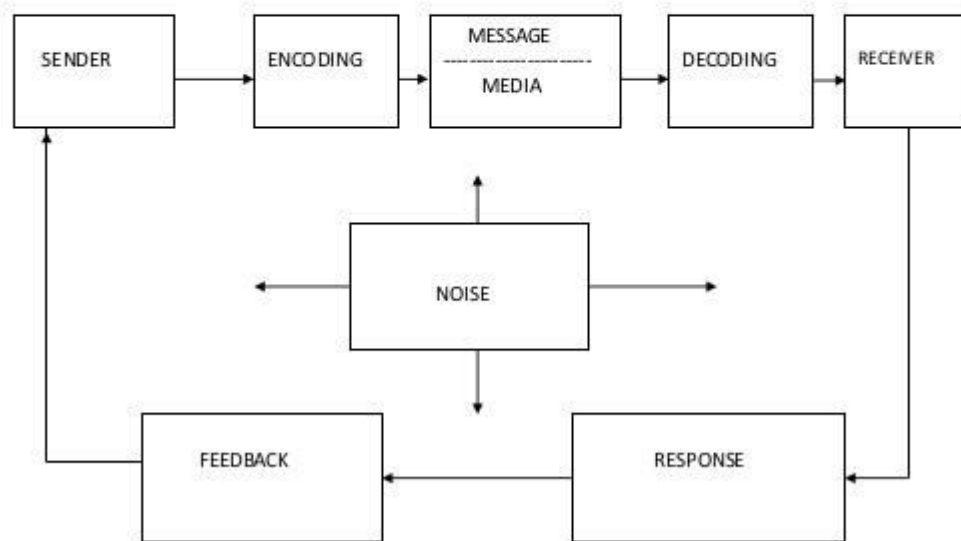 SENDER
ENCODING
MESSAGE
MEDIA
DECODING
RECEIVER
NOISE
FEEDBACK
RESPONSE